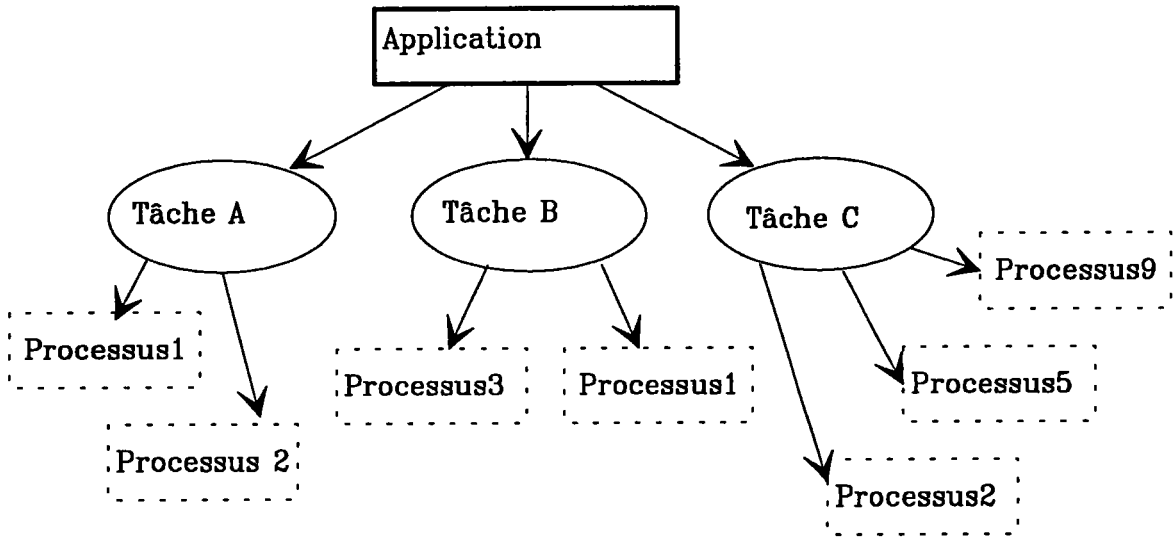 Application
Tâche A
Tâche B
Tâche C
Processus9
Processus1
Processus3
Processus1
Processus5
Processus 2
Processus2